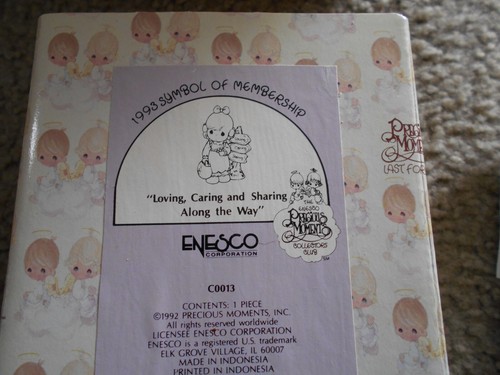 1993 SYMBOL OF MEMBERSHIP
"Loving, Caring and Sharing
Along the Way"
THE
ENESCO
PRECIOUS
MOMENTS
COLLECTORS
CLUB
ENESCO
CORPORATION
C0013
CONTENTS: 1 PIECE
©1992 PRECIOUS MOMENTS, INC.
All rights reserved worldwide
LICENSEE ENESCO CORPORATION
ENESCO is a registered U.S. trademark
ELK GROVE VILLAGE, IL 60007
MADE IN INDONESIA
PRINTED IN INDONESIA
PRECIOUS
MOMENTS
LAST FOR